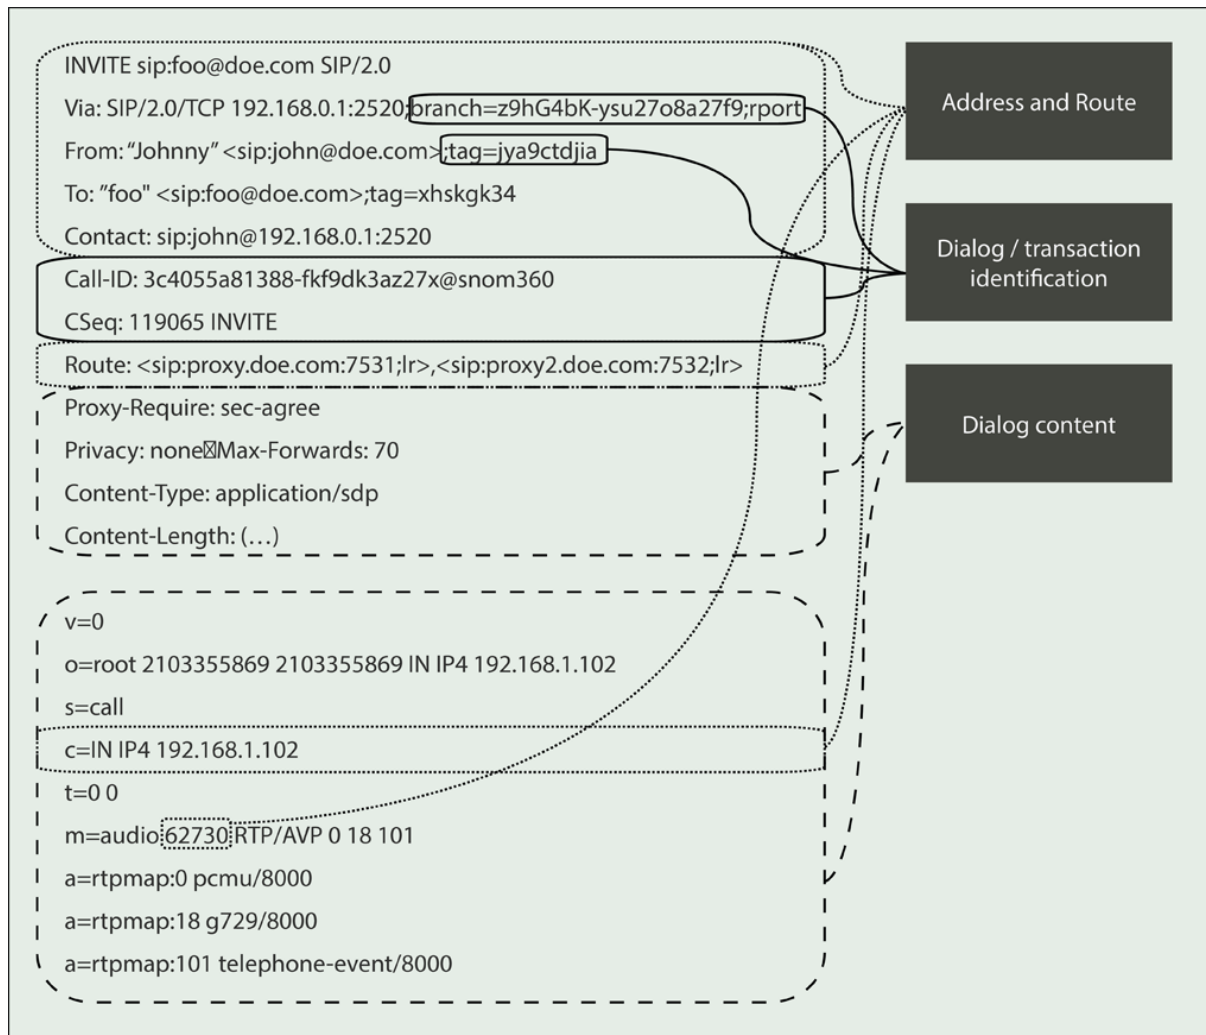 INVITE sip:foo@doe.com SIP/2.0
Via: SIP/2.0/TCP 192.168.0.1:2520;branch=z9hG4bK-ysu27o8a27f9;rport
From: “Johnny” <sip:john@doe.com>;tag=jya9ctdjia
To: “foo" <sip:foo@doe.com>;tag=xhskgk34
Contact: sip:john@192.168.0.1:2520
Call-ID: 3c4055a81388-fkf9dk3az27x@snom360
CSeq: 119065 INVITE
Route: <sip:proxy.doe.com:7531;lr>,<sip:proxy2.doe.com:7532;lr>
Proxy-Require: sec-agree
Privacy: none☒Max-Forwards: 70
Content-Type: application/sdp
Content-Length: (…)
v=0
o=root 2103355869 2103355869 IN IP4 192.168.1.102
s=call
c=IN IP4 192.168.1.102
t=0 0
m=audio 62730 RTP/AVP 0 18 101
a=rtpmap:0 pcmu/8000
a=rtpmap:18 g729/8000
a=rtpmap:101 telephone-event/8000
Address and Route
Dialog / transaction
identification
Dialog content